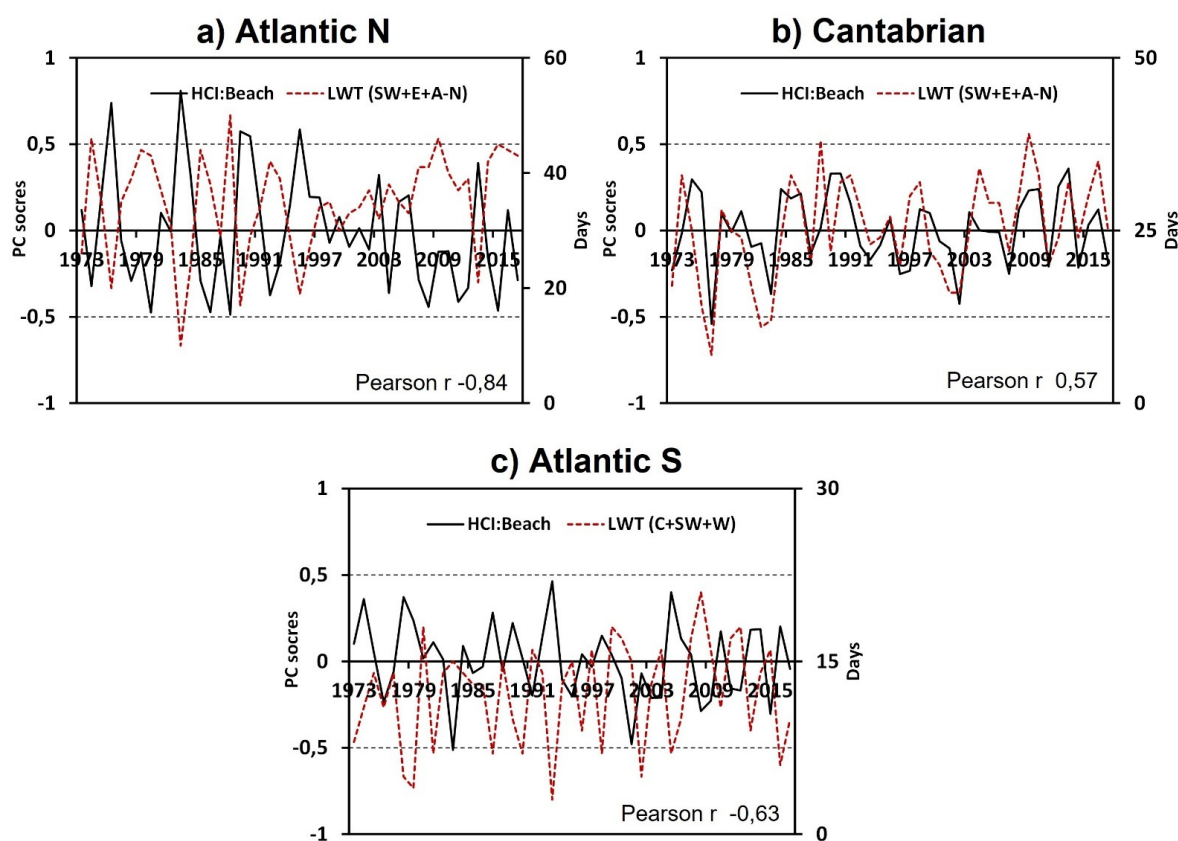 a) Atlantic N
1
0,5
0
-0,5
-1
PC socres
HCI:Beach
LWT (SW+E+A-N)
60
40
20
0
Days
1973 1979 1985 1991 1997 2003 2009 2015
Pearson r -0,84
b) Cantabrian
1
0,5
0
-0,5
-1
PC socres
HCI:Beach
LWT (SW+E+A-N)
50
25
0
Days
1973 1979 1985 1991 1997 2003 2009 2015
Pearson r 0,57
c) Atlantic S
1
0,5
0
-0,5
-1
PC socres
HCI:Beach
LWT (C+SW+W)
30
15
0
Days
1973 1979 1985 1991 1997 2003 2009 2015
Pearson r -0,63